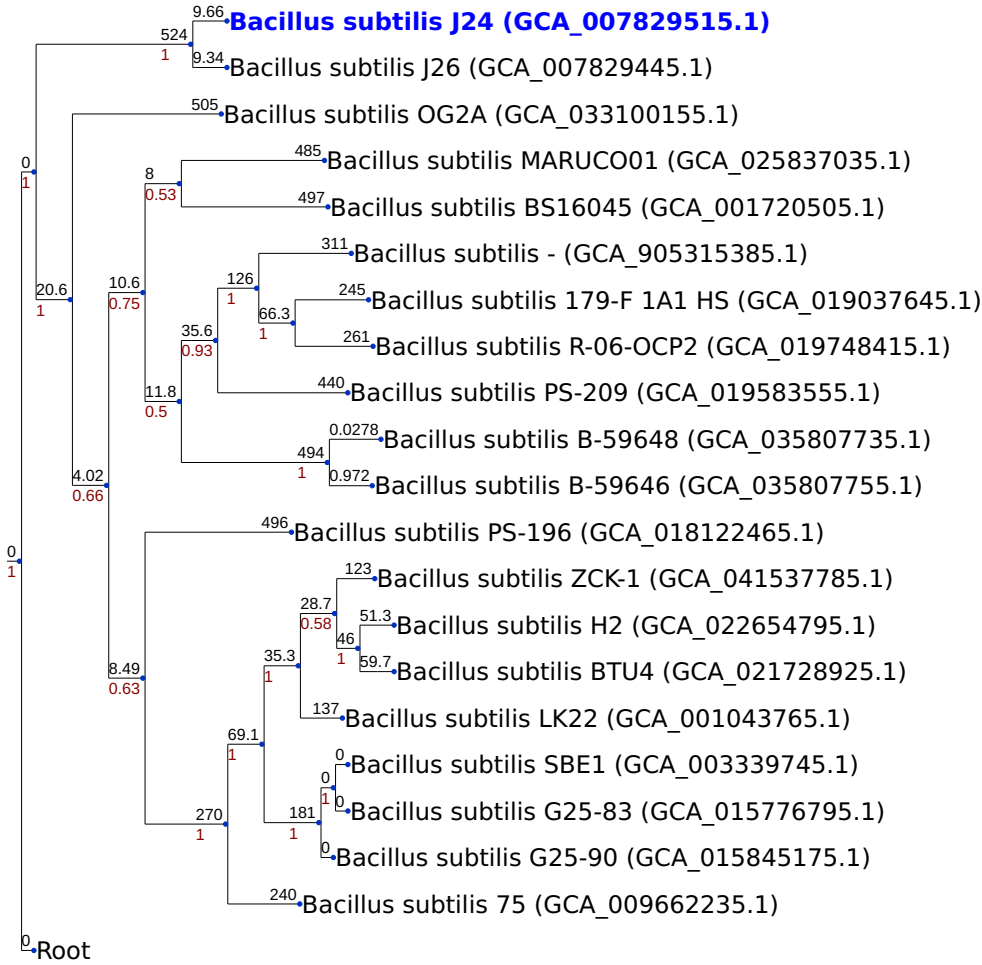 9.66
Bacillus subtilis J24 (GCA_007829515.1)
524
1
9.34
Bacillus subtilis J26 (GCA_007829445.1)
505
Bacillus subtilis OG2A (GCA_033100155.1)
485
Bacillus subtilis MARUCO01 (GCA_025837035.1)
0
1
8
0.53
497
Bacillus subtilis BS16045 (GCA_001720505.1)
311
Bacillus subtilis - (GCA_905315385.1)
20.6
1
10.6
0.75
126
1
245
Bacillus subtilis 179-F 1A1 HS (GCA_019037645.1)
66.3
1
35.6
0.93
261
Bacillus subtilis R-06-OCP2 (GCA_019748415.1)
11.8
0.5
440
Bacillus subtilis PS-209 (GCA_019583555.1)
0.0278
Bacillus subtilis B-59648 (GCA_035807735.1)
494
1
4.02
0.66
0.972
Bacillus subtilis B-59646 (GCA_035807755.1)
496
Bacillus subtilis PS-196 (GCA_018122465.1)
0
1
123
Bacillus subtilis ZCK-1 (GCA_041537785.1)
28.7
0.58
51.3
Bacillus subtilis H2 (GCA_022654795.1)
46
1
35.3
1
59.7
Bacillus subtilis BTU4 (GCA_021728925.1)
8.49
0.63
137
Bacillus subtilis LK22 (GCA_001043765.1)
69.1
1
0
Bacillus subtilis SBE1 (GCA_003339745.1)
0
1
0
Bacillus subtilis G25-83 (GCA_015776795.1)
270
1
181
1
0
Bacillus subtilis G25-90 (GCA_015845175.1)
240
Bacillus subtilis 75 (GCA_009662235.1)
0
Root